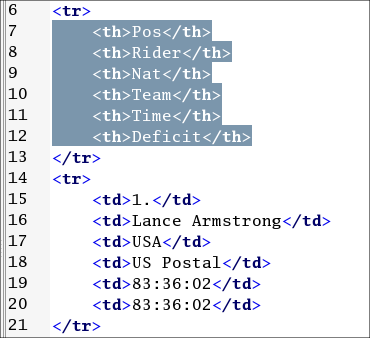 6 <tr>
7 <th>Pos</th>
8 <th>Rider</th>
9 <th>Nat</th>
10 <th>Team</th>
11 <th>Time</th>
12 <th>Deficit</th>
13 </tr>
14 <tr>
15 <td>1.</td>
16 <td>Lance Armstrong</td>
17 <td>USA</td>
18 <td>US Postal</td>
19 <td>83:36:02</td>
20 <td>83:36:02</td>
21 </tr>